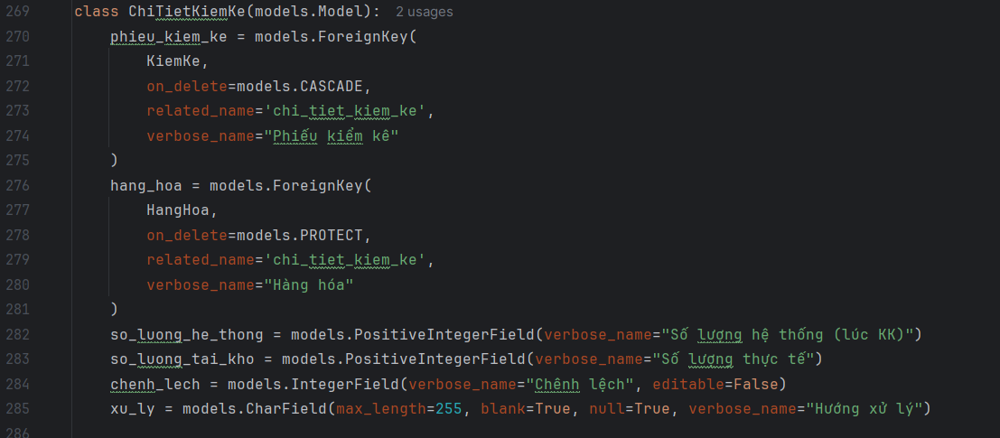 269 class ChiTietKiemKe(models.Model): 2 usages
270 phieu_kiem_ke = models.ForeignKey(
271 KiemKe,
272 on_delete=models.CASCADE,
273 related_name='chi_tiet_kiem_ke',
274 verbose_name="Phiếu kiểm kê"
275 )
276 hang_hoa = models.ForeignKey(
277 HangHoa,
278 on_delete=models.PROTECT,
279 related_name='chi_tiet_kiem_ke',
280 verbose_name="Hàng hóa"
281 )
282 so_luong_he_thong = models.PositiveIntegerField(verbose_name="Số lượng hệ thống (lúc KK)")
283 so_luong_tai_kho = models.PositiveIntegerField(verbose_name="Số lượng thực tế")
284 chenh_lech = models.IntegerField(verbose_name="Chênh lệch", editable=False)
285 xu_ly = models.CharField(max_length=255, blank=True, null=True, verbose_name="Hướng xử lý")
286